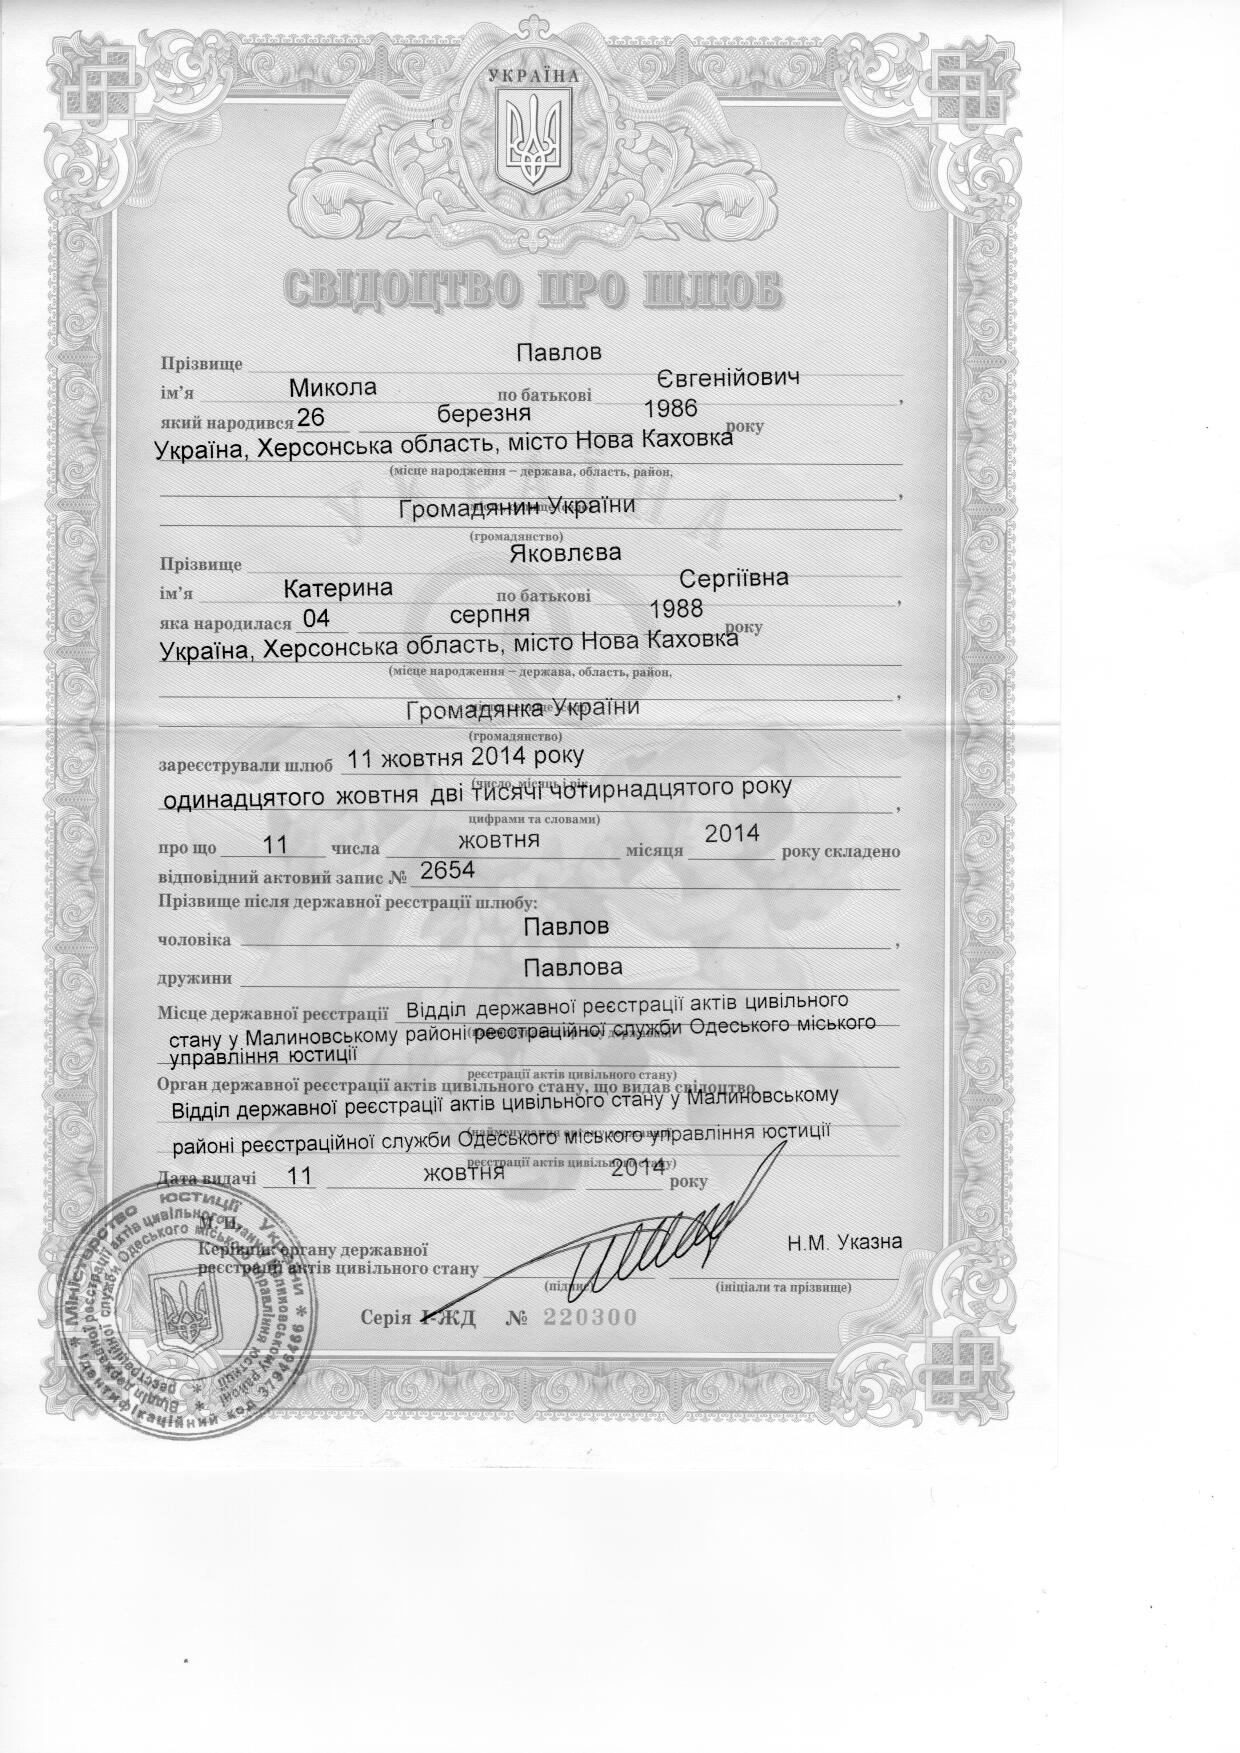 УКРАЇНА
СВІДОЦТВО ПРО ШЛЮБ
Прізвище Павлов
ім’я Микола по батькові Євгенійович,
який народився 26 березня 1986 року
Україна, Херсонська область, місто Нова Каховка
(місце народження – держава, область, район,
Громадянин України
(громадянство)
Прізвище Яковлєва
ім’я Катерина по батькові Сергіївна,
яка народилася 04 серпня 1988 року
Україна, Херсонська область, місто Нова Каховка
(місце народження – держава, область, район,
Громадянка України
(громадянство)
зареєстрували шлюб 11 жовтня 2014 року
(число, місяць і рік
одинадцятого жовтня дві тисячі чотирнадцятого року,
цифрами та словами)
про що 11 числа жовтня місяця 2014 року складено
відповідний актовий запис № 2654
Прізвище після державної реєстрації шлюбу:
чоловіка Павлов,
дружини Павлова
Місце державної реєстрації Відділ державної реєстрації актів цивільного
стану у Малиновському районі реєстраційної служби Одеського міського
(найменування органу державної
управління юстиції
реєстрації актів цивільного стану)
Орган державної реєстрації актів цивільного стану, що видав свідоцтво
Відділ державної реєстрації актів цивільного стану у Малиновському
(найменування органу державної
районі реєстраційної служби Одеського міського управління юстиції
реєстрації актів цивільного стану)
Дата видачі 11 жовтня 2014 року
М. П.
Керівник органу державної
реєстрації актів цивільного стану Н.М. Указна
(підпис) (ініціали та прізвище)
Серія І-ЖД № 220300
* Міністерство юстиції України * Ідентифікаційний код 37946499
Відділ державної реєстрації актів цивільного стану у Малиновському районі
реєстраційної служби Одеського міського управління юстиції *